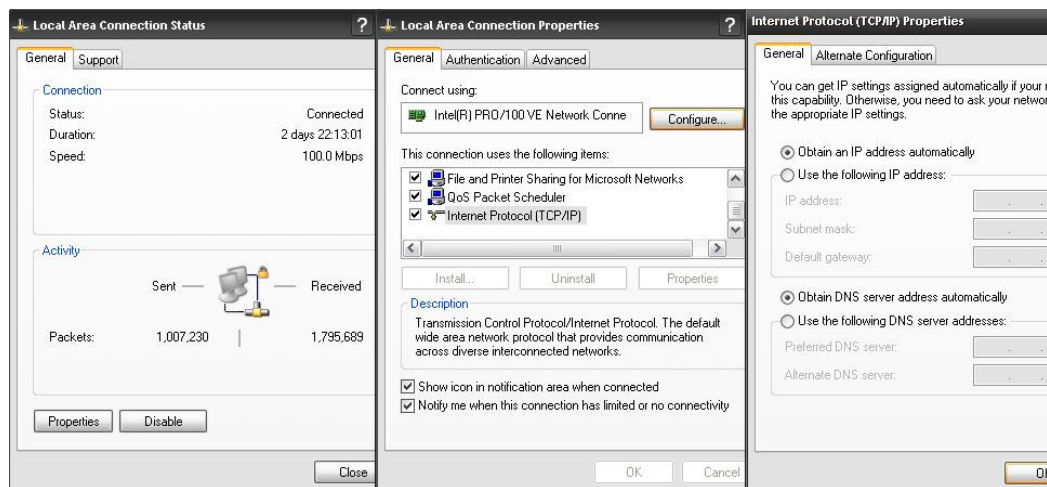 Local Area Connection Status
?
General
Support
Connection
Status:
Connected
Duration:
2 days 22:13:01
Speed:
100.0 Mbps
Activity
Sent
Received
Packets:
1,007,230
1,795,689
Properties
Disable
Close
Local Area Connection Properties
?
General
Authentication
Advanced
Connect using:
Intel(R) PRO/100 VE Network Conne
Configure...
This connection uses the following items:
File and Printer Sharing for Microsoft Networks
QoS Packet Scheduler
Internet Protocol (TCP/IP)
Install...
Uninstall
Properties
Description
Transmission Control Protocol/Internet Protocol. The default
wide area network protocol that provides communication
across diverse interconnected networks.
Show icon in notification area when connected
Notify me when this connection has limited or no connectivity
OK
Cancel
Internet Protocol (TCP/IP) Properties
General
Alternate Configuration
You can get IP settings assigned automatically if your
this capability. Otherwise, you need to ask your networ
the appropriate IP settings.
Obtain an IP address automatically
Use the following IP address:
IP address:
Subnet mask:
Default gateway:
Obtain DNS server address automatically
Use the following DNS server addresses:
Preferred DNS server:
Alternate DNS server: